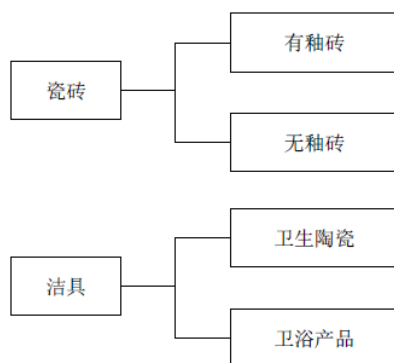 有釉砖
瓷砖
无釉砖
卫生陶瓷
洁具
卫浴产品